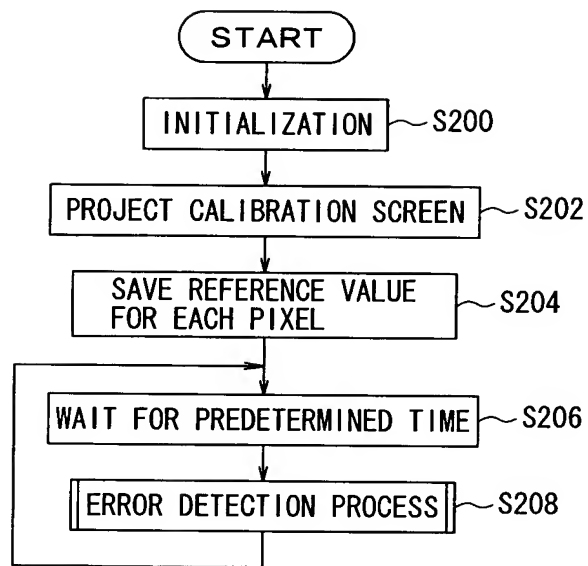 START
INITIALIZATION
S200
PROJECT CALIBRATION SCREEN
S202
SAVE REFERENCE VALUE
FOR EACH PIXEL
S204
WAIT FOR PREDETERMINED TIME
S206
ERROR DETECTION PROCESS
S208